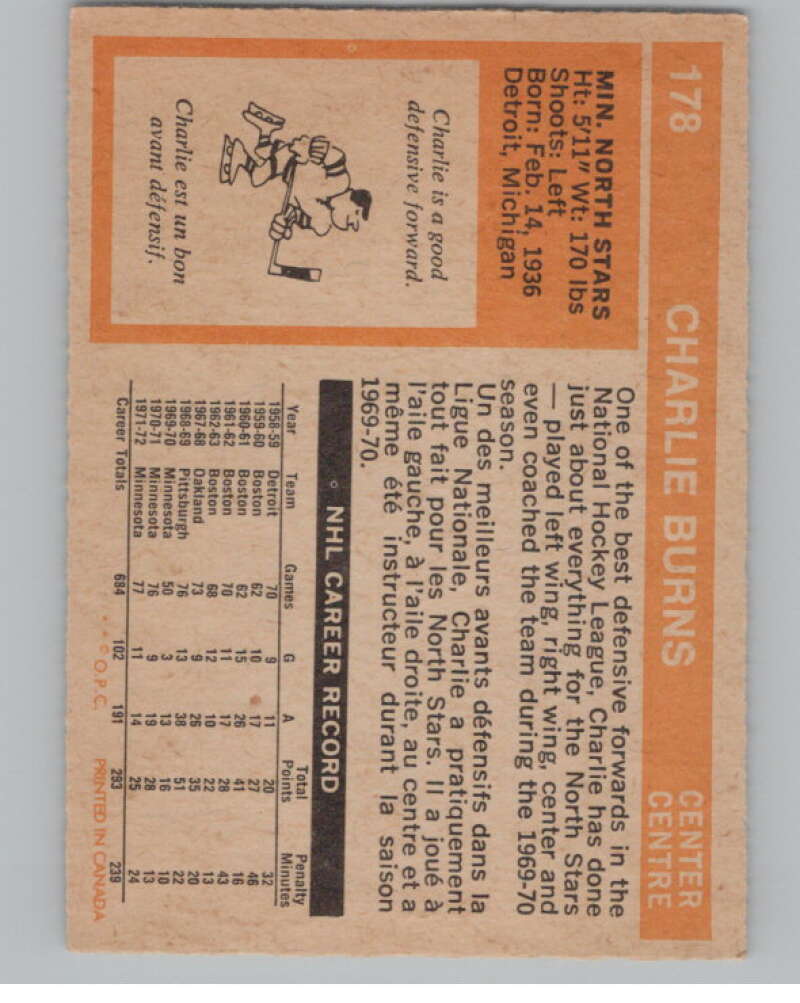 178 CHARLIE BURNS CENTER
CENTRE
MIN. NORTH STARS
Ht: 5'11" Wt: 170 lbs
Shoots: Left
Born: Feb. 14, 1936
Detroit, Michigan
Charlie is a good
defensive forward.
Charlie est un bon
avant défensif.
One of the best defensive forwards in the
National Hockey League, Charlie has done
just about everything for the North Stars
— played left wing, right wing, center and
even coached the team during the 1969-70
season.
Un des meilleurs avants défensifs dans la
Ligue Nationale, Charlie a pratiquement
tout fait pour les North Stars. Il a joué à
l'aile gauche, à l'aile droite, au centre et a
même été instructeur durant la saison
1969-70.
NHL CAREER RECORD
Year Team Games G A Total Points Penalty Minutes
1958-59 Detroit 70 9 11 20 32
1959-60 Boston 62 10 17 27 46
1960-61 Boston 62 15 26 41 16
1961-62 Boston 70 11 17 28 43
1962-63 Boston 68 12 10 22 13
1967-68 Oakland 73 9 26 35 20
1968-69 Pittsburgh 76 13 38 51 22
1969-70 Minnesota 50 3 13 16 10
1970-71 Minnesota 76 9 19 28 13
1971-72 Minnesota 77 11 14 25 24
Career Totals 684 102 191 293 239
© O.P.C. PRINTED IN CANADA